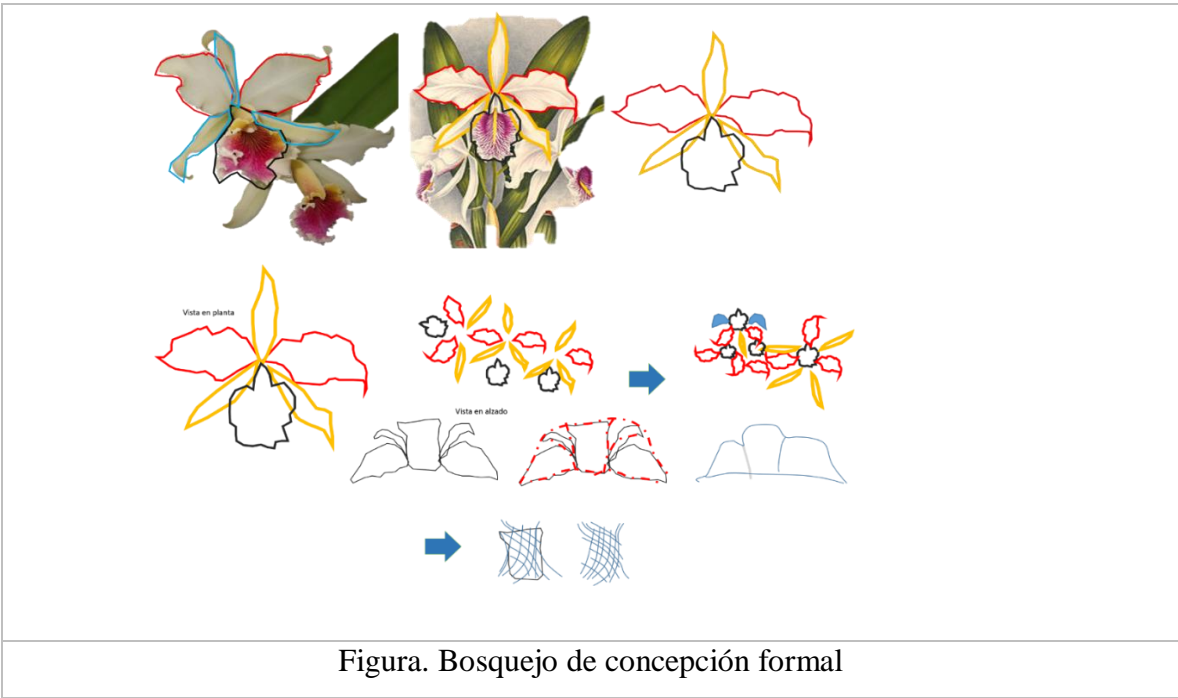 Vista en planta
Vista en alzado
Figura. Bosquejo de concepción formal